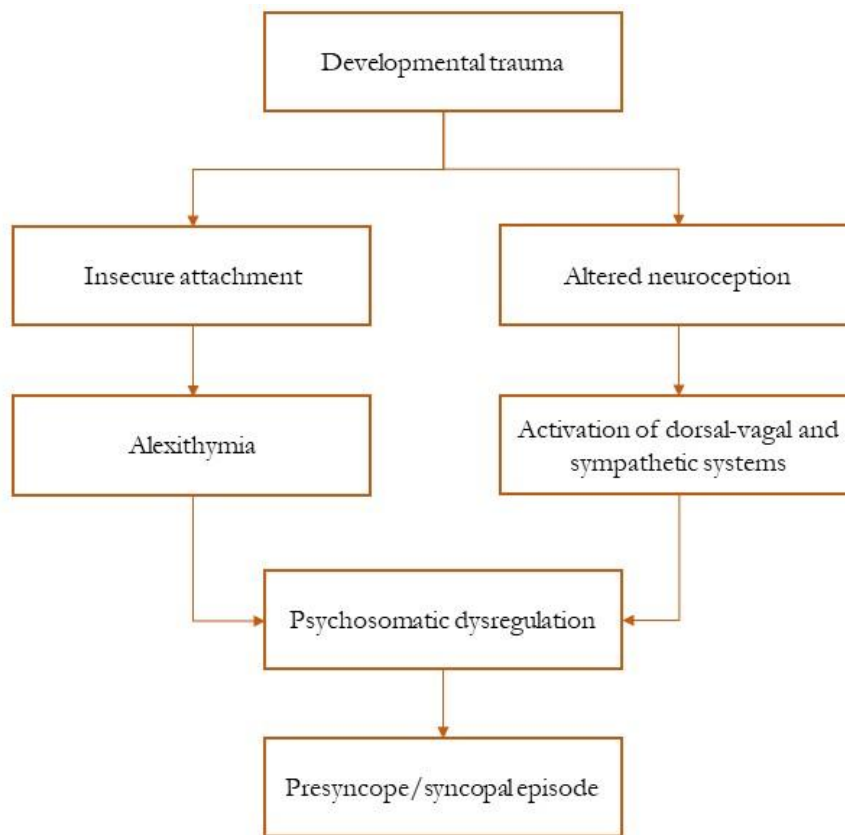 Developmental trauma
Insecure attachment
Altered neuroception
Alexithymia
Activation of dorsal-vagal and
sympathetic systems
Psychosomatic dysregulation
Presyncope/syncopal episode